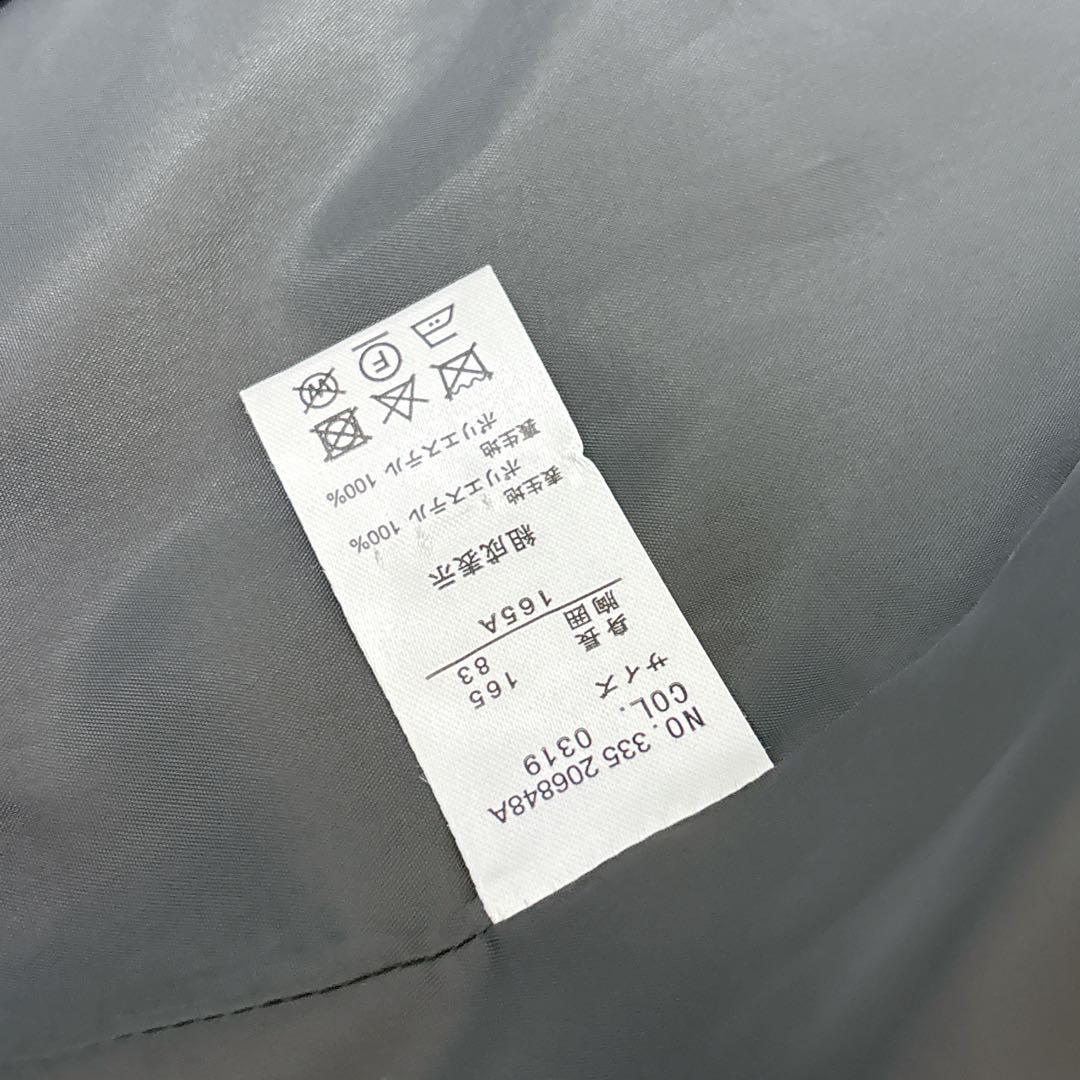 NO. 335 206848A
COL. 0319
サイズ
身長 165
胸囲 83
165A
組成表示
表生地
ポリエステル 100%
裏生地
ポリエステル 100%
F
W